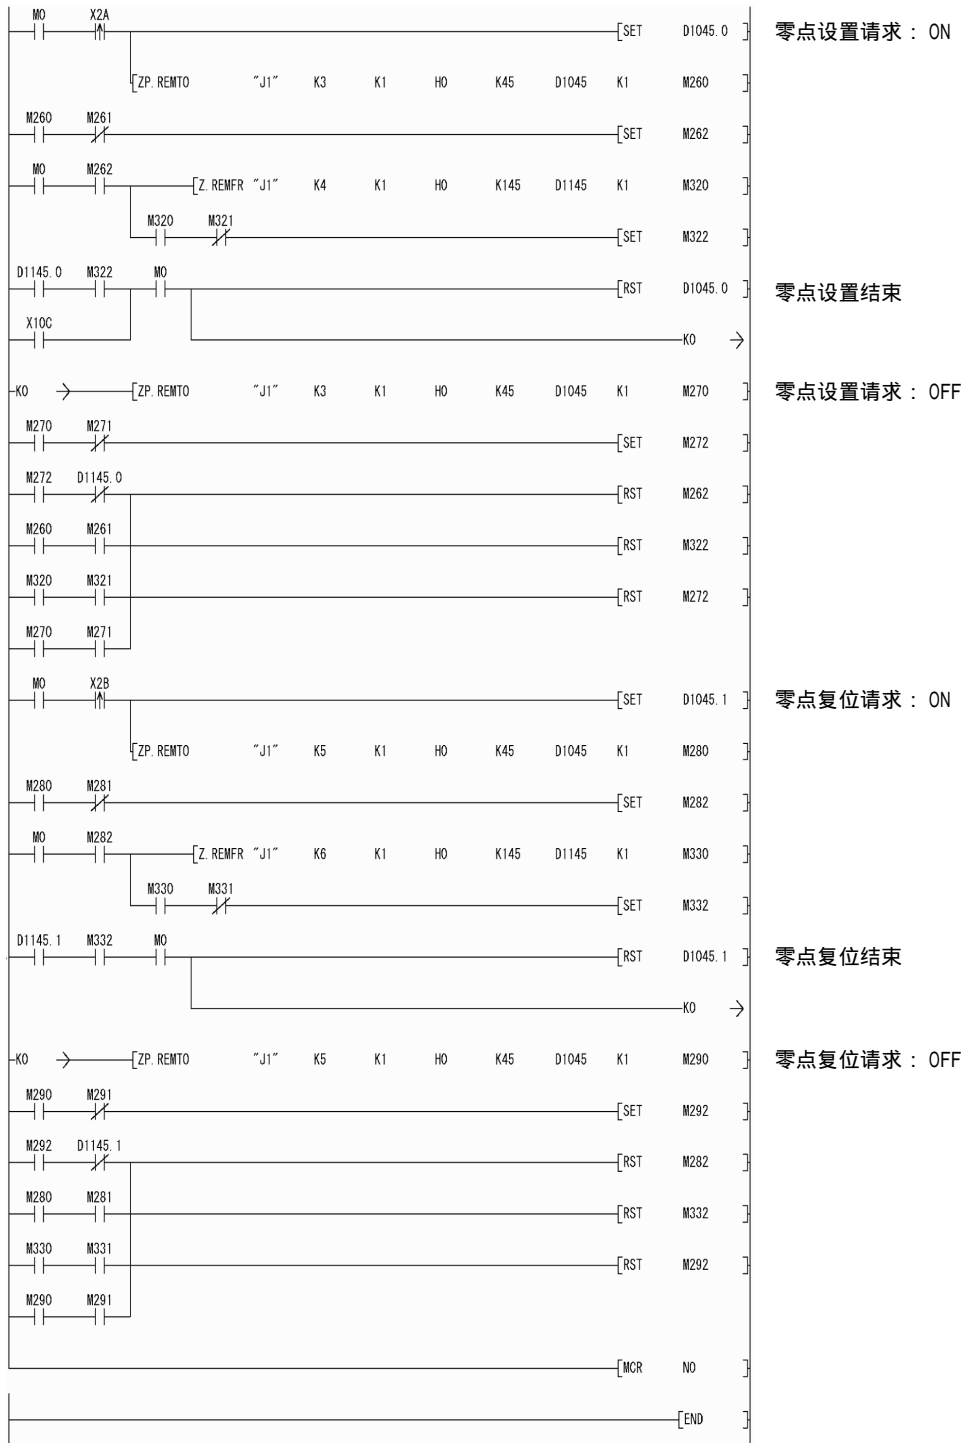 M0 X2A
[SET D1045.0 ] 零点设置请求：ON
[ZP.REMTO "J1" K3 K1 H0 K45 D1045 K1 M260 ]
M260 M261
[SET M262 ]
M0 M262
[Z.REMFR "J1" K4 K1 H0 K145 D1145 K1 M320 ]
M320 M321
[SET M322 ]
D1145.0 M322 M0
[RST D1045.0 ] 零点设置结束
X10C
K0
K0 [ZP.REMTO "J1" K3 K1 H0 K45 D1045 K1 M270 ] 零点设置请求：OFF
M270 M271
[SET M272 ]
M272 D1145.0
[RST M262 ]
M260 M261
[RST M322 ]
M320 M321
[RST M272 ]
M270 M271
M0 X2B
[SET D1045.1 ] 零点复位请求：ON
[ZP.REMTO "J1" K5 K1 H0 K45 D1045 K1 M280 ]
M280 M281
[SET M282 ]
M0 M282
[Z.REMFR "J1" K6 K1 H0 K145 D1145 K1 M330 ]
M330 M331
[SET M332 ]
D1145.1 M332 M0
[RST D1045.1 ] 零点复位结束
K0
K0 [ZP.REMTO "J1" K5 K1 H0 K45 D1045 K1 M290 ] 零点复位请求：OFF
M290 M291
[SET M292 ]
M292 D1145.1
[RST M282 ]
M280 M281
[RST M332 ]
M330 M331
[RST M292 ]
M290 M291
[MCR N0 ]
[END ]